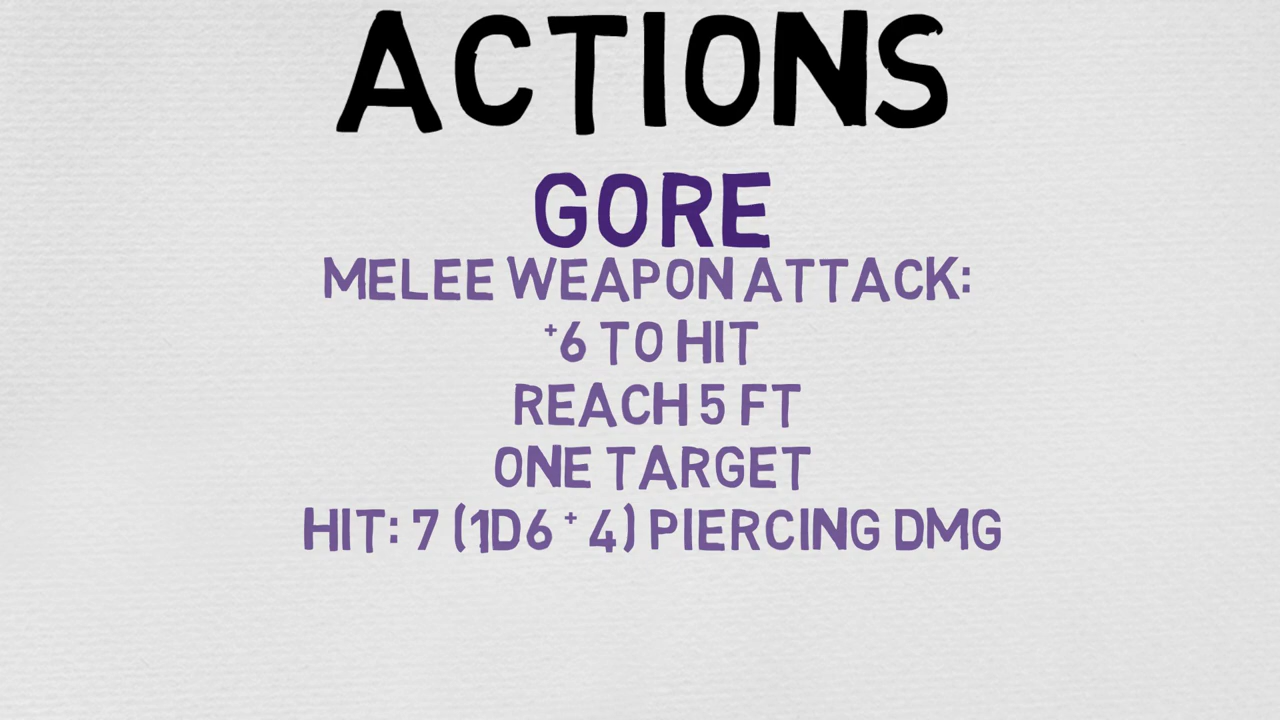 ACTIONS
GORE
MELEE WEAPON ATTACK:
+6 TO HIT
REACH 5 FT
ONE TARGET
HIT: 7 (1D6 + 4) PIERCING DMG